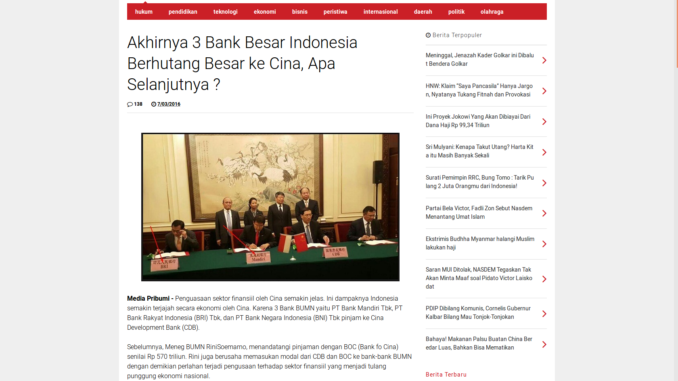 hukum pendidikan teknologi ekonomi bisnis peristiwa internasional daerah politik olahraga
Akhirnya 3 Bank Besar Indonesia
Berhutang Besar ke Cina, Apa
Selanjutnya ?
138 7/03/2016
Media Pribumi - Penguasaan sektor finansiil oleh Cina semakin jelas. Ini dampaknya Indonesia
semakin terjajah secara ekonomi oleh Cina. Karena 3 Bank BUMN yaitu PT Bank Mandiri Tbk, PT
Bank Rakyat Indonesia (BRI) Tbk, dan PT Bank Negara Indonesia (BNI) Tbk pinjam ke Cina
Development Bank (CDB).
Sebelumnya, Meneg BUMN RiniSoemarno, menandatangi pinjaman dengan BOC (Bank fo Cina)
senilai Rp 570 triliun. Rini juga berusaha memasukan modal dari CDB dan BOC ke bank-bank BUMN
dengan demikian perlahan terjadi penguasaan terhadap sektor finansiil yang menjadi tulang
punggung ekonomi nasional.
Berita Terpopuler
Meninggal, Jenazah Kader Golkar ini Dibalu
t Bendera Golkar
HNW: Klaim "Saya Pancasila" Hanya Jargo
n, Nyatanya Tukang Fitnah dan Provokasi
Ini Proyek Jokowi Yang Akan Dibiayai Dari
Dana Haji Rp 99,34 Triliun
Sri Mulyani: Kenapa Takut Utang? Harta Kit
a itu Masih Banyak Sekali
Surati Pemimpin RRC, Bung Tomo : Tarik Pu
lang 2 Juta Orangmu dari Indonesia!
Partai Bela Victor, Fadli Zon Sebut Nasdem
Menantang Umat Islam
Ekstrimis Budhha Myanmar halangi Muslim
lakukan haji
Saran MUI Ditolak, NASDEM Tegaskan Tak
Akan Minta Maaf soal Pidato Victor Laisko
dat
PDIP Dibilang Komunis, Cornelis Gubernur
Kalbar Bilang Mau Tonjok-Tonjokan
Bahaya! Makanan Palsu Buatan China Ber
edar Luas, Bahkan Bisa Mematikan
Berita Terbaru